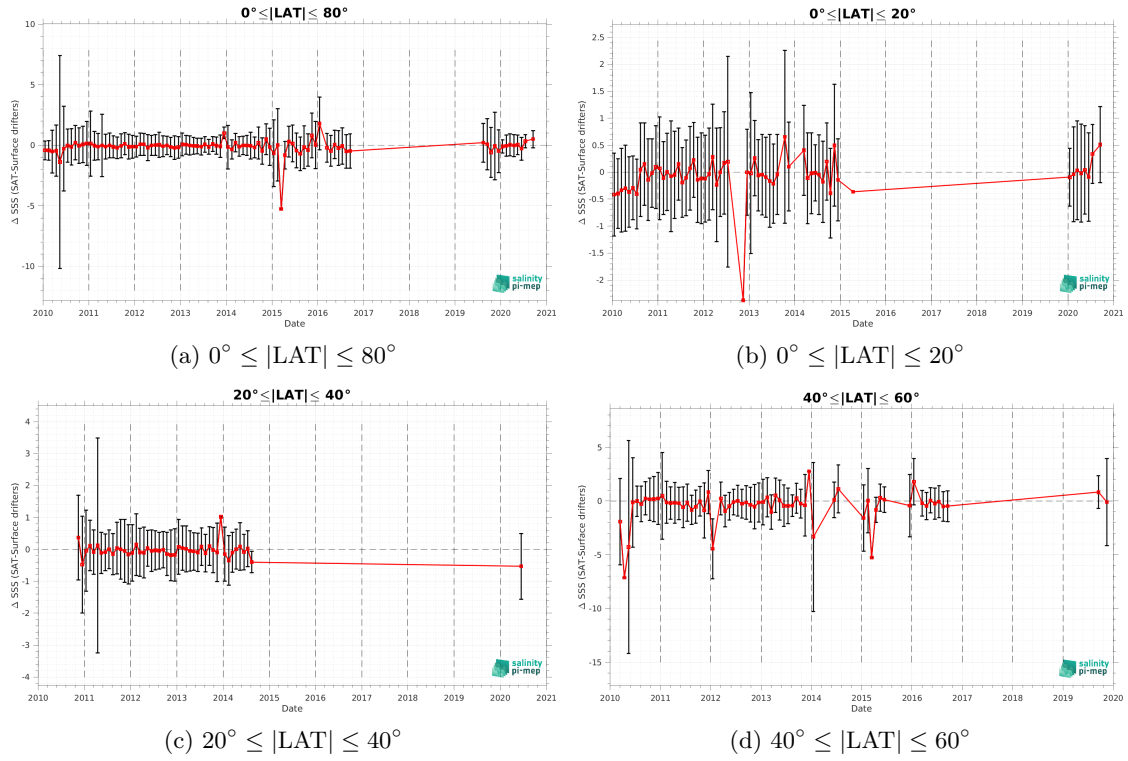 0°≤|LAT|≤ 80°
Δ SSS (SAT-Surface drifters)
10
5
0
-5
-10
2010 2011 2012 2013 2014 2015 2016 2017 2018 2019 2020 2021
Date
salinity
pi-mep
(a) 0° ≤ |LAT| ≤ 80°
0°≤|LAT|≤ 20°
Δ SSS (SAT-Surface drifters)
2.5
2
1.5
1
0.5
0
-0.5
-1
-1.5
-2
2010 2011 2012 2013 2014 2015 2016 2017 2018 2019 2020 2021
Date
salinity
pi-mep
(b) 0° ≤ |LAT| ≤ 20°
20°≤|LAT|≤ 40°
Δ SSS (SAT-Surface drifters)
4
3
2
1
0
-1
-2
-3
-4
2010 2011 2012 2013 2014 2015 2016 2017 2018 2019 2020 2021
Date
salinity
pi-mep
(c) 20° ≤ |LAT| ≤ 40°
40°≤|LAT|≤ 60°
Δ SSS (SAT-Surface drifters)
5
0
-5
-10
-15
2010 2011 2012 2013 2014 2015 2016 2017 2018 2019 2020
Date
salinity
pi-mep
(d) 40° ≤ |LAT| ≤ 60°